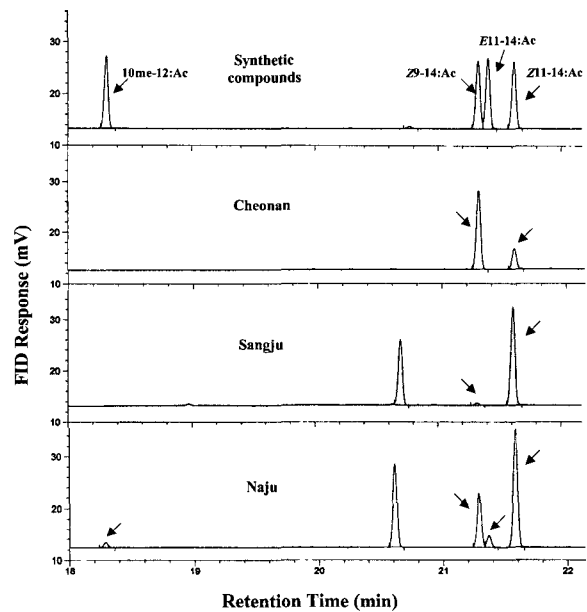 FID Response (mV)
30
20
10
Synthetic
compounds
10me-12:Ac
Z9-14:Ac
E11-14:Ac
Z11-14:Ac
30
20
10
Cheonan
30
20
10
Sangju
30
20
10
Naju
18
19
20
21
22
Retention Time (min)